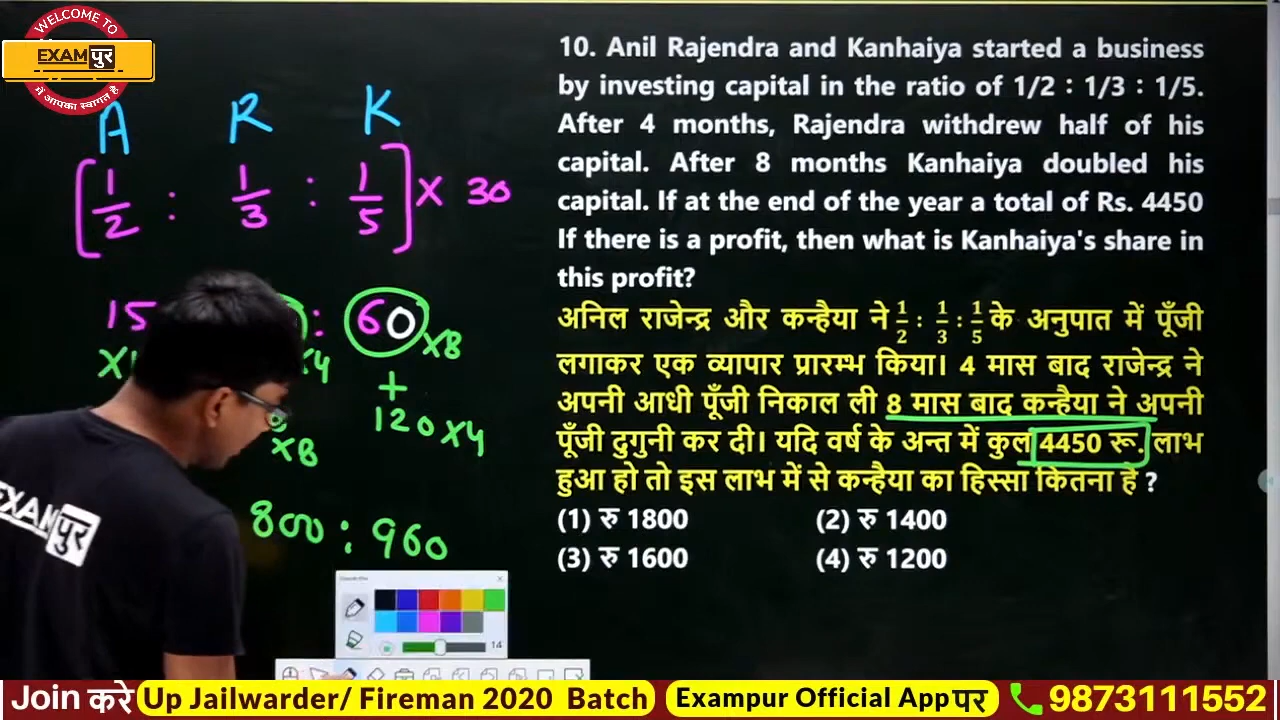 WELCOME TO
EXAMपुर
में आपका स्वागत है
A R K
[1/2 : 1/3 : 1/5] X 30
15 : 60
X4 X8
+
X8 120X4
800 : 960
EXAMपुर
10. Anil Rajendra and Kanhaiya started a business
by investing capital in the ratio of 1/2 : 1/3 : 1/5.
After 4 months, Rajendra withdrew half of his
capital. After 8 months Kanhaiya doubled his
capital. If at the end of the year a total of Rs. 4450
If there is a profit, then what is Kanhaiya's share in
this profit?
अनिल राजेन्द्र और कन्हैया ने 1/2 : 1/3 : 1/5 के अनुपात में पूँजी
लगाकर एक व्यापार प्रारम्भ किया। 4 मास बाद राजेन्द्र ने
अपनी आधी पूँजी निकाल ली 8 मास बाद कन्हैया ने अपनी
पूँजी दुगुनी कर दी। यदि वर्ष के अन्त में कुल 4450 रू. लाभ
हुआ हो तो इस लाभ में से कन्हैया का हिस्सा कितना है ?
(1) रु 1800 (2) रु 1400
(3) रु 1600 (4) रु 1200
14
Join करे Up Jailwarder/ Fireman 2020 Batch Exampur Official App पर 9873111552